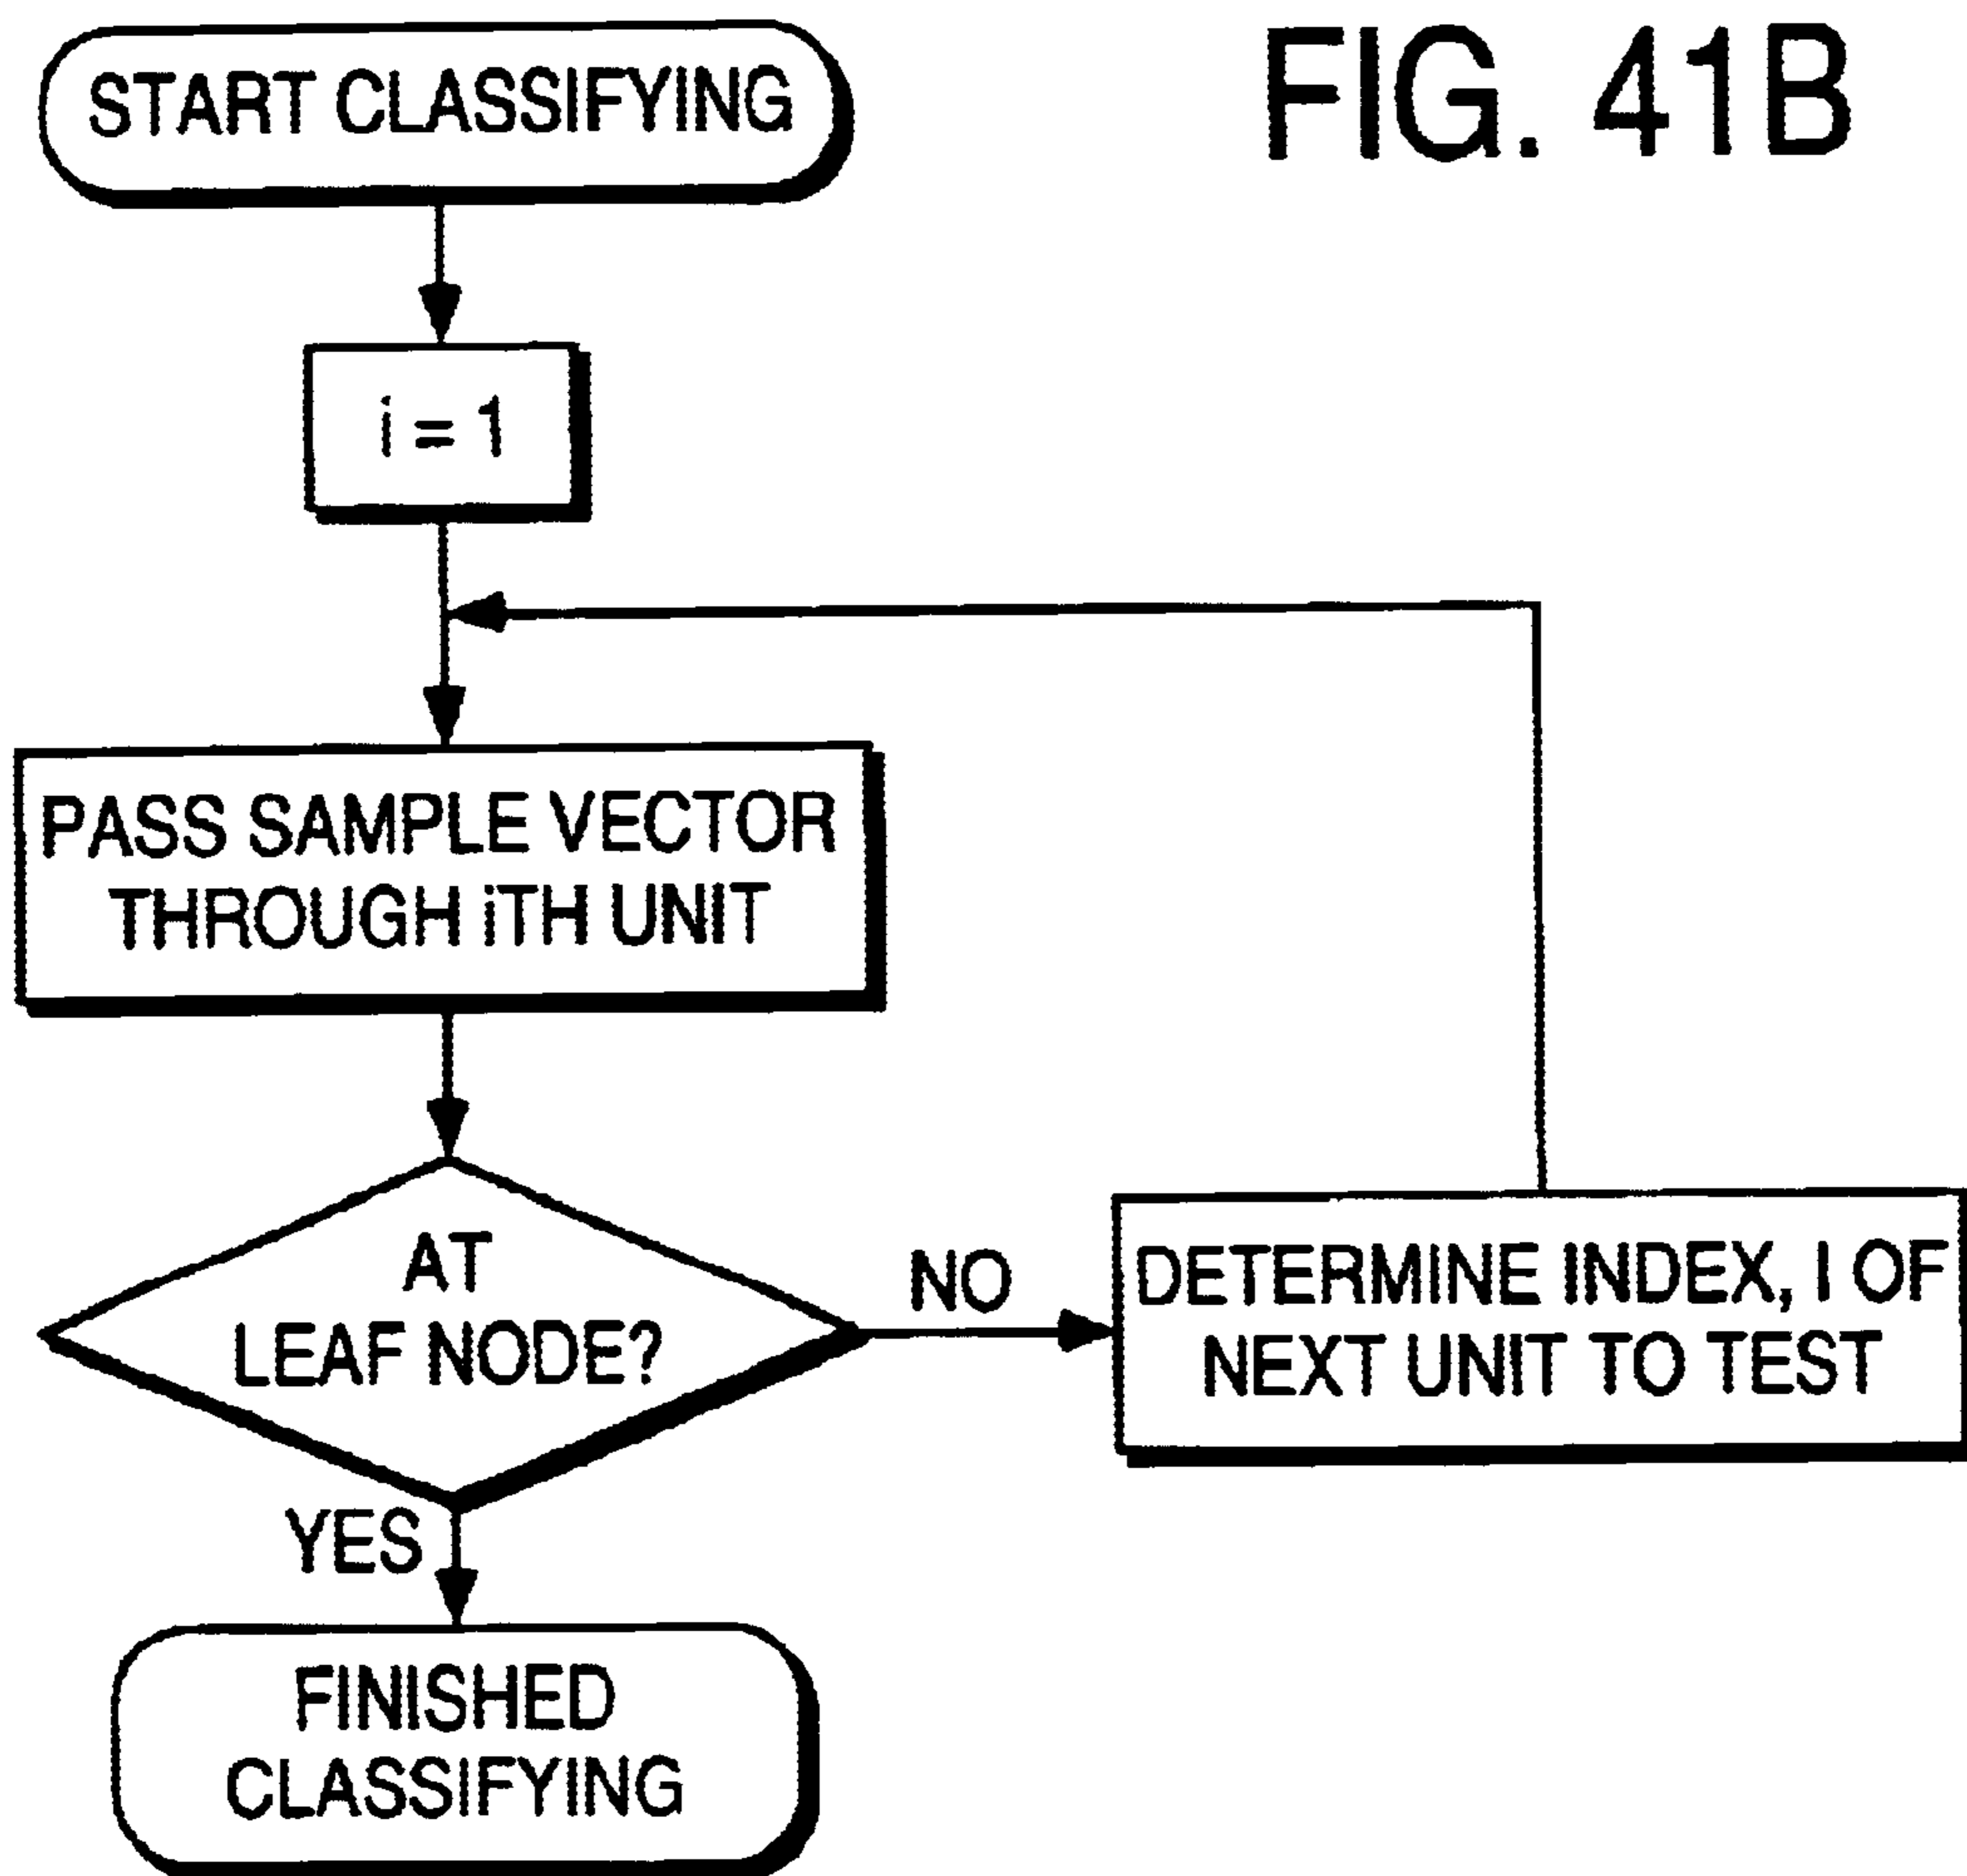 FIG. 41B
START CLASSIFYING
i = 1
PASS SAMPLE VECTOR
THROUGH iTH UNIT
AT
LEAF NODE?
NO
DETERMINE INDEX, I OF
NEXT UNIT TO TEST
YES
FINISHED
CLASSIFYING